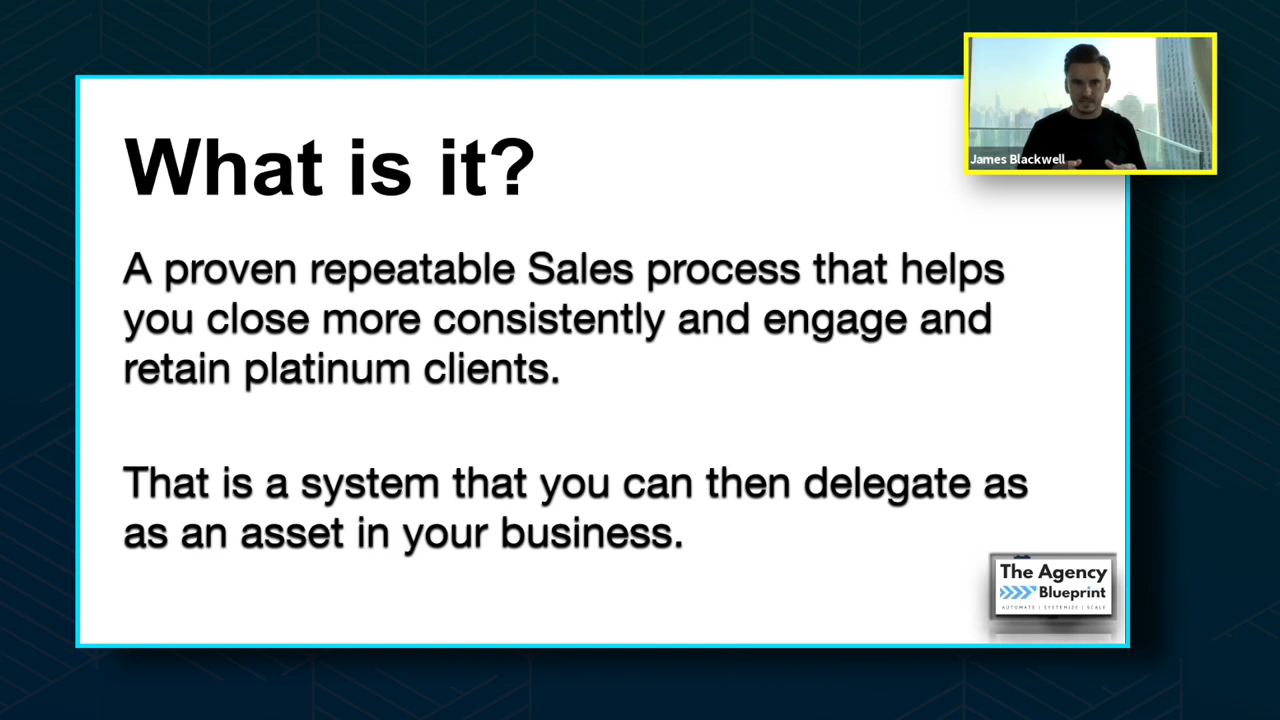 What is it?
A proven repeatable Sales process that helps
you close more consistently and engage and
retain platinum clients.
That is a system that you can then delegate as
as an asset in your business.
James Blackwell
The Agency
Blueprint
AUTOMATE | SYSTEMIZE | SCALE